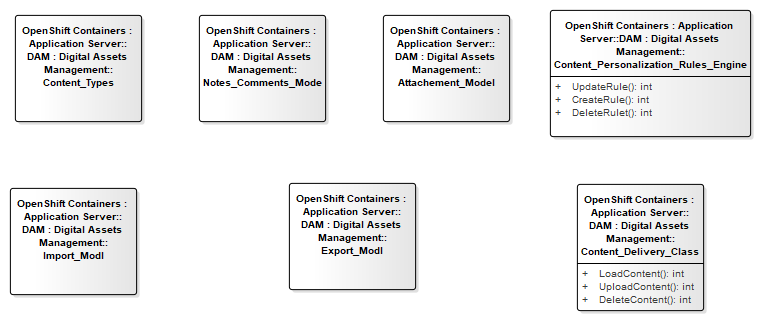 OpenShift Containers :
Application Server::
DAM : Digital Assets
Management::
Content_Types
OpenShift Containers :
Application Server::
DAM : Digital Assets
Management::
Notes_Comments_Mode
OpenShift Containers :
Application Server::
DAM : Digital Assets
Management::
Attachement_Model
OpenShift Containers : Application
Server::DAM : Digital Assets
Management::
Content_Personalization_Rules_Engine
+ UpdateRule(): int
+ CreateRule(): int
+ DeleteRulet(): int
OpenShift Containers :
Application Server::
DAM : Digital Assets
Management::
Import_Modl
OpenShift Containers :
Application Server::
DAM : Digital Assets
Management::
Export_Modl
OpenShift Containers :
Application Server::
DAM : Digital Assets
Management::
Content_Delivery_Class
+ LoadContent(): int
+ UploadContent(): int
+ DeleteContent(): int